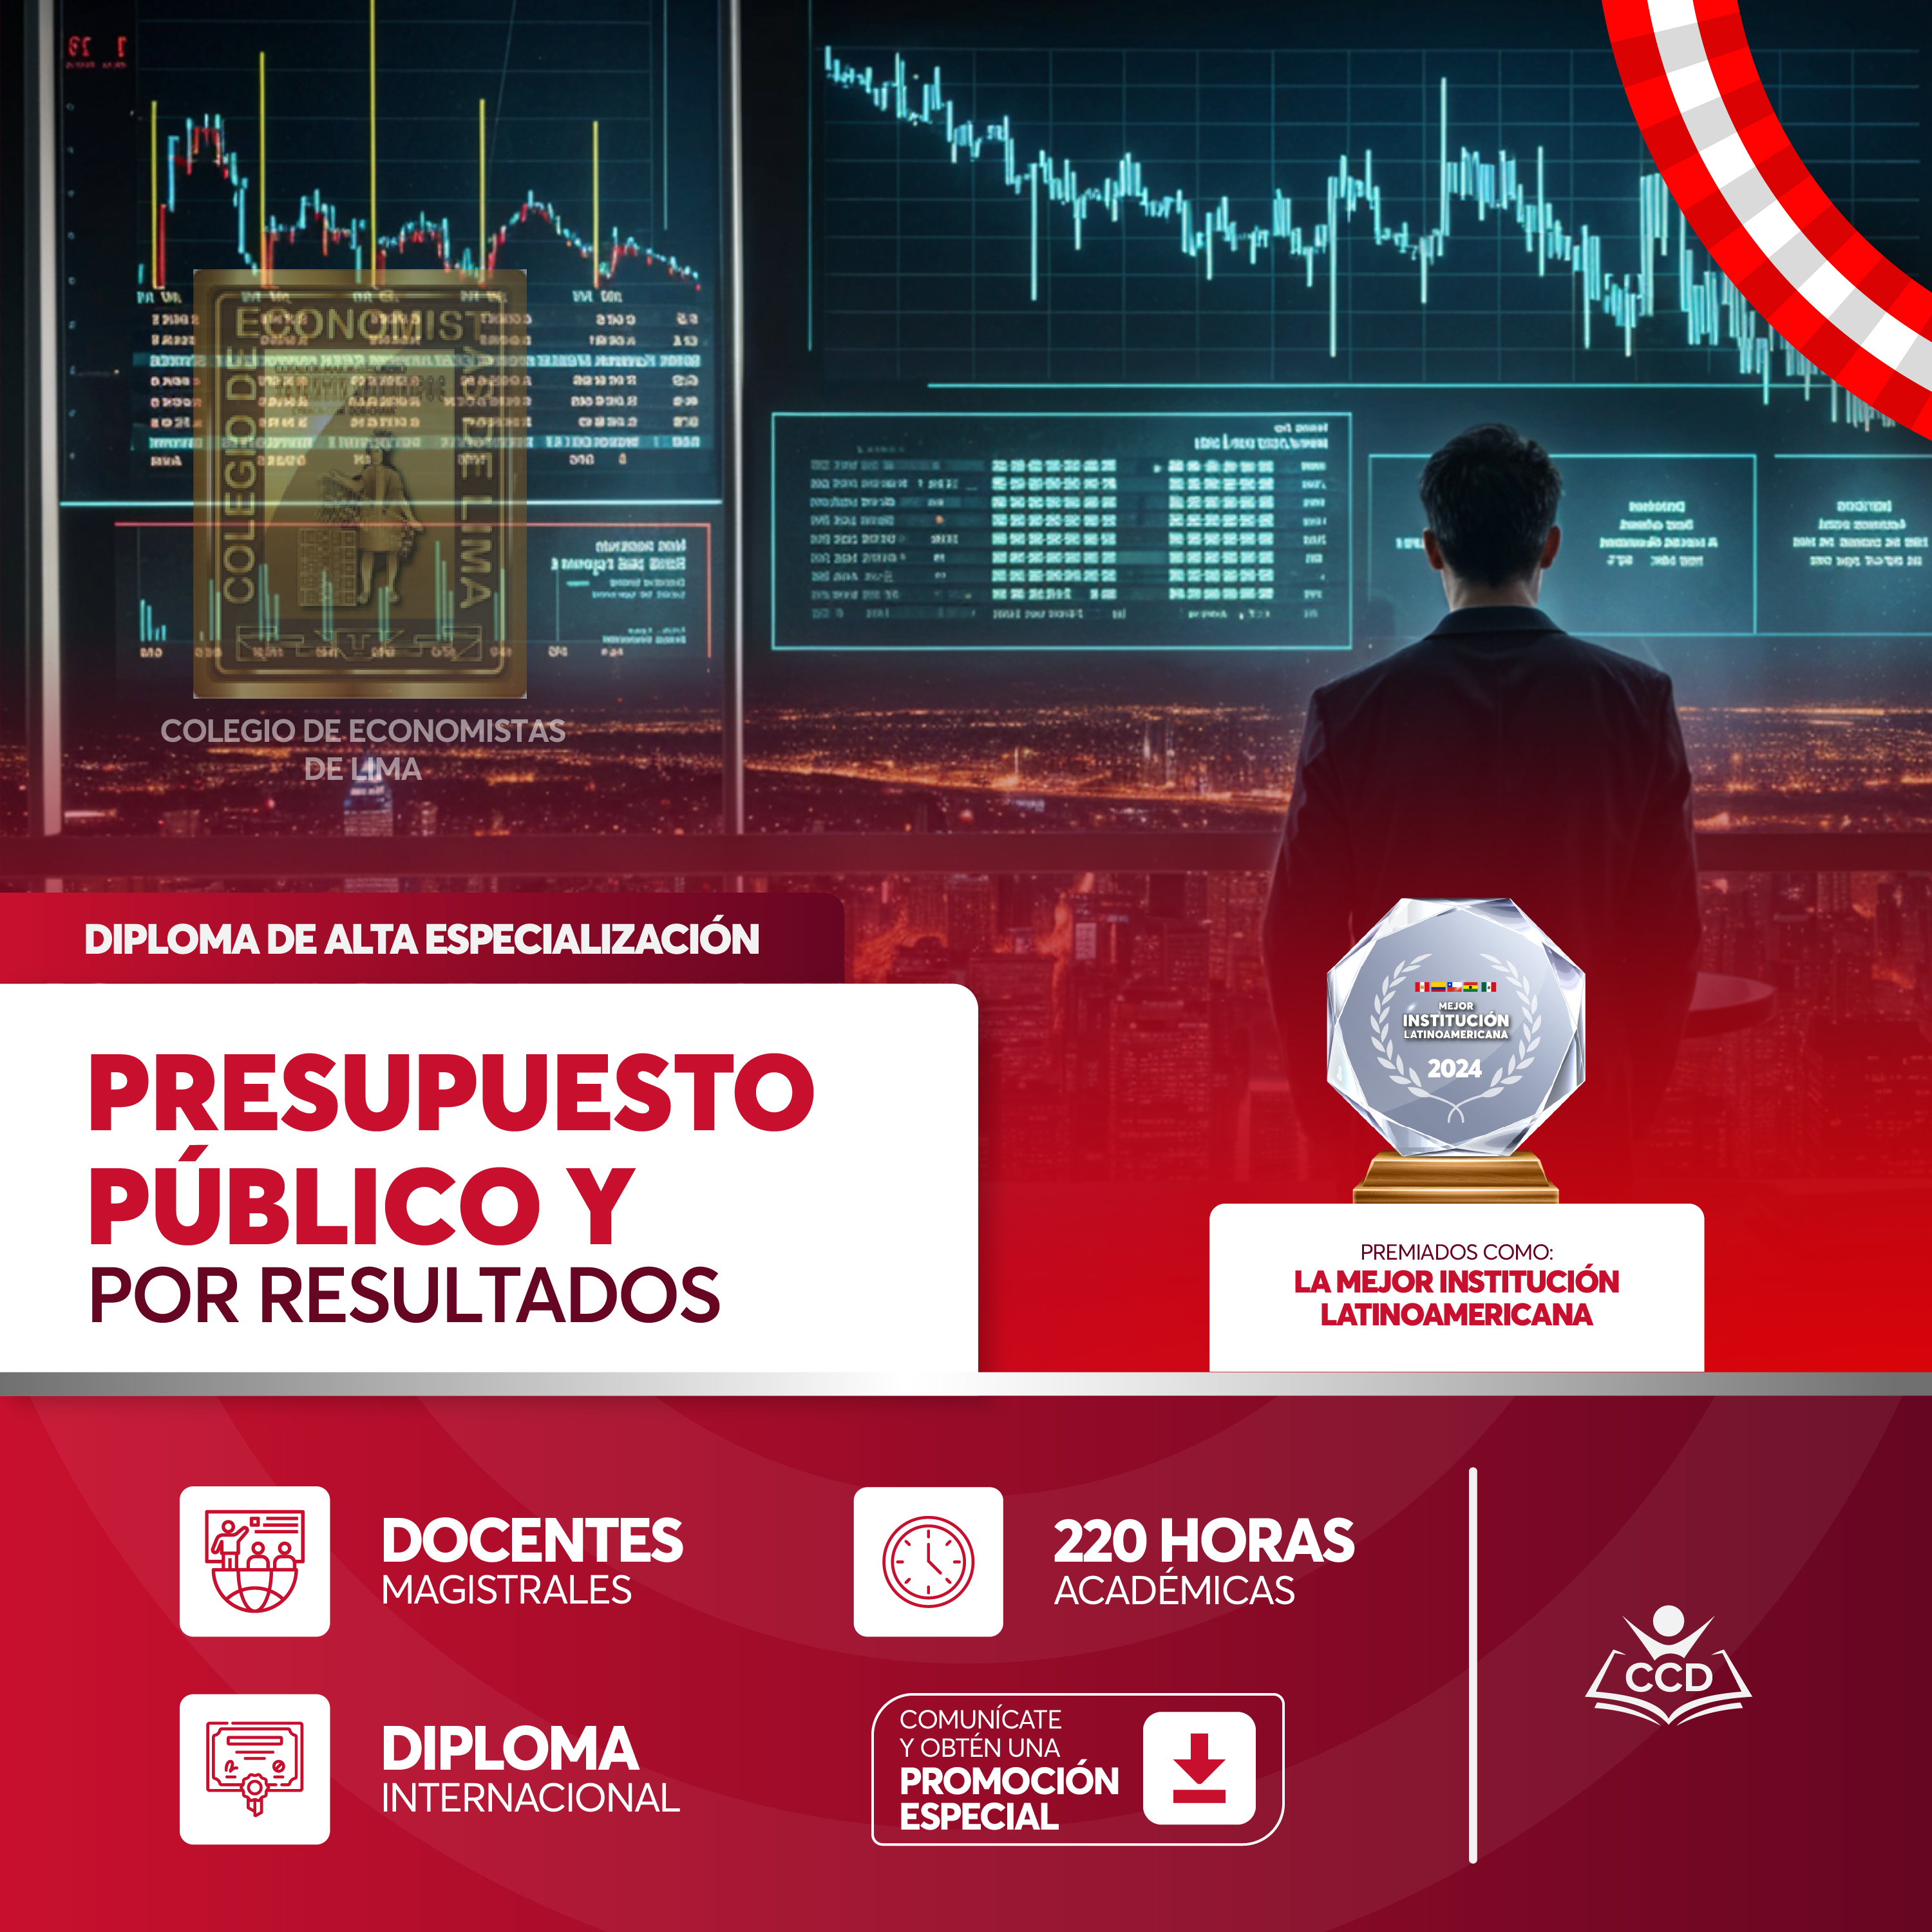 COLEGIO DE ECONOMISTAS DE LIMA
COLEGIO DE ECONOMISTAS
DE LIMA
DIPLOMA DE ALTA ESPECIALIZACIÓN
PRESUPUESTO
PÚBLICO Y
POR RESULTADOS
MEJOR
INSTITUCIÓN
LATINOAMERICANA
2024
PREMIADOS COMO:
LA MEJOR INSTITUCIÓN
LATINOAMERICANA
DOCENTES
MAGISTRALES
220 HORAS
ACADÉMICAS
DIPLOMA
INTERNACIONAL
COMUNÍCATE
Y OBTÉN UNA
PROMOCIÓN
ESPECIAL
CCD